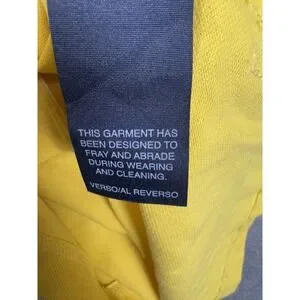 THIS GARMENT HAS
BEEN DESIGNED TO
FRAY AND ABRADE
DURING WEARING
AND CLEANING.
VERSO/AL REVERSO